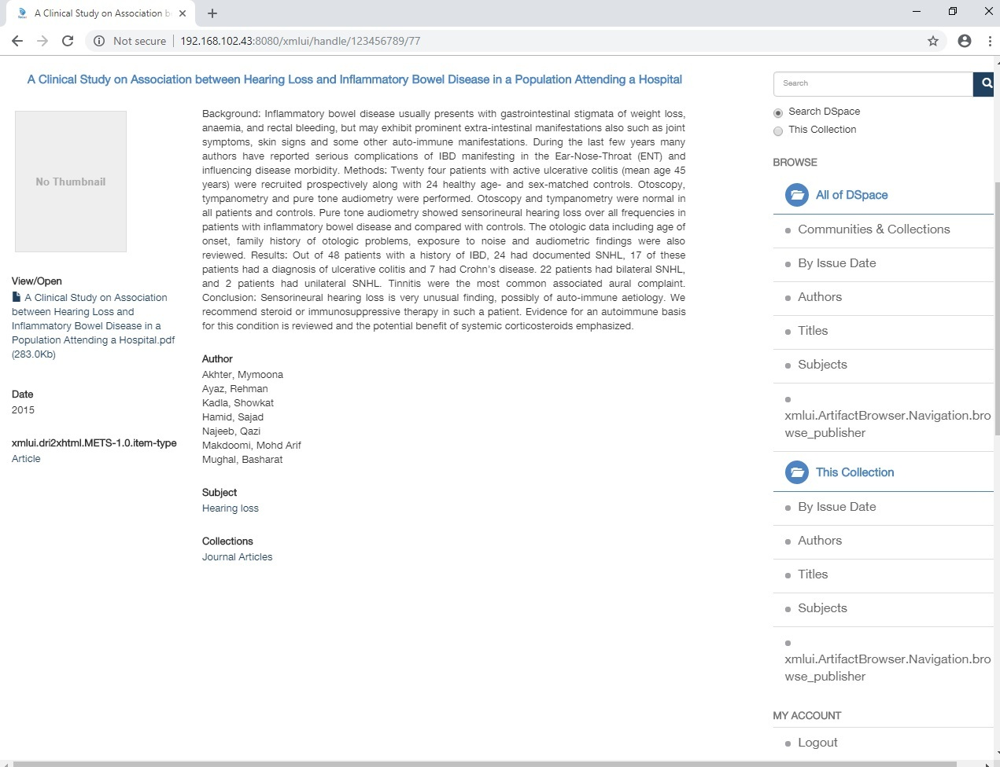 A Clinical Study on Association b
Not secure
192.168.102.43:8080/xmlui/handle/123456789/77
A Clinical Study on Association between Hearing Loss and Inflammatory Bowel Disease in a Population Attending a Hospital
No Thumbnail
View/Open
A Clinical Study on Association
between Hearing Loss and
Inflammatory Bowel Disease in a
Population Attending a Hospital.pdf
(283.0Kb)
Date
2015
xmlui.dri2xhtml.METS-1.0.item-type
Article
Background: Inflammatory bowel disease usually presents with gastrointestinal stigmata of weight loss,
anaemia, and rectal bleeding, but may exhibit prominent extra-intestinal manifestations also such as joint
symptoms, skin signs and some other auto-immune manifestations. During the last few years many
authors have reported serious complications of IBD manifesting in the Ear-Nose-Throat (ENT) and
influencing disease morbidity. Methods: Twenty four patients with active ulcerative colitis (mean age 45
years) were recruited prospectively along with 24 healthy age- and sex-matched controls. Otoscopy,
tympanometry and pure tone audiometry were performed. Otoscopy and tympanometry were normal in
all patients and controls. Pure tone audiometry showed sensorineural hearing loss over all frequencies in
patients with inflammatory bowel disease and compared with controls. The otologic data including age of
onset, family history of otologic problems, exposure to noise and audiometric findings were also
reviewed. Results: Out of 48 patients with a history of IBD, 24 had documented SNHL, 17 of these
patients had a diagnosis of ulcerative colitis and 7 had Crohn's disease. 22 patients had bilateral SNHL,
and 2 patients had unilateral SNHL. Tinnitis were the most common associated aural complaint.
Conclusion: Sensorineural hearing loss is very unusual finding, possibly of auto-immune aetiology. We
recommend steroid or immunosuppressive therapy in such a patient. Evidence for an autoimmune basis
for this condition is reviewed and the potential benefit of systemic corticosteroids emphasized.
Author
Akhter, Mymoona
Ayaz, Rehman
Kadla, Showkat
Hamid, Sajad
Najeeb, Qazi
Makdoomi, Mohd Arif
Mughal, Basharat
Subject
Hearing loss
Collections
Journal Articles
Search
Search DSpace
This Collection
BROWSE
All of DSpace
Communities & Collections
By Issue Date
Authors
Titles
Subjects
xmlui.ArtifactBrowser.Navigation.bro
wse_publisher
This Collection
By Issue Date
Authors
Titles
Subjects
xmlui.ArtifactBrowser.Navigation.bro
wse_publisher
MY ACCOUNT
Logout